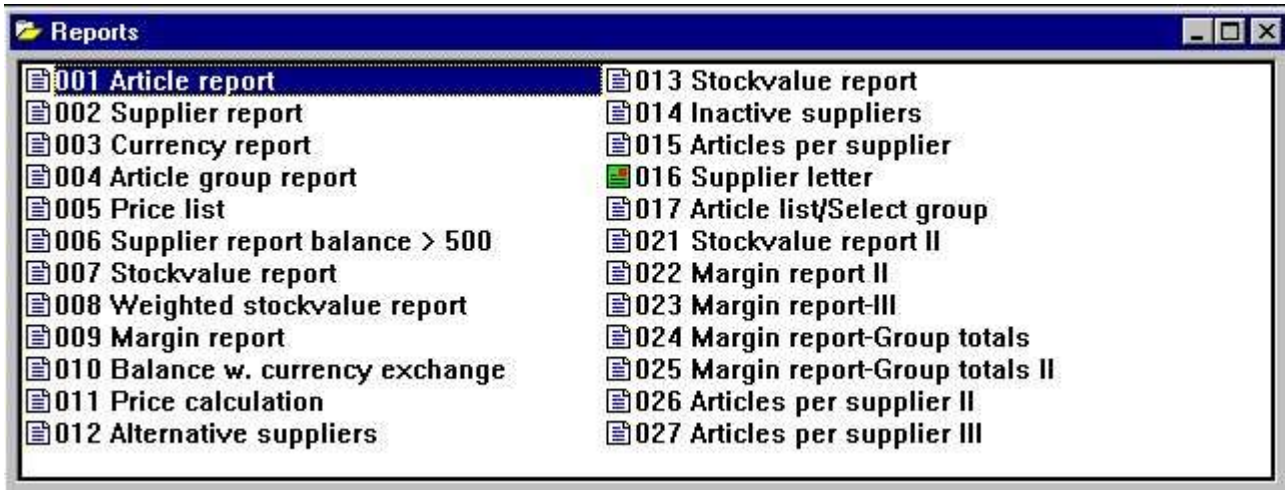 Reports
001 Article report
002 Supplier report
003 Currency report
004 Article group report
005 Price list
006 Supplier report balance > 500
007 Stockvalue report
008 Weighted stockvalue report
009 Margin report
010 Balance w. currency exchange
011 Price calculation
012 Alternative suppliers
013 Stockvalue report
014 Inactive suppliers
015 Articles per supplier
016 Supplier letter
017 Article list/Select group
021 Stockvalue report II
022 Margin report II
023 Margin report-III
024 Margin report-Group totals
025 Margin report-Group totals II
026 Articles per supplier II
027 Articles per supplier III